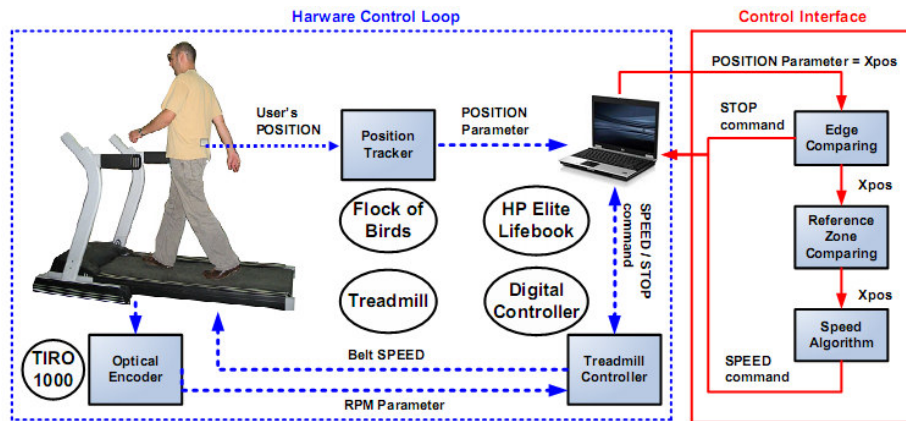 Harware Control Loop
Control Interface
User's
POSITION
Position
Tracker
POSITION
Parameter
Flock of
Birds
HP Elite
Lifebook
Treadmill
Digital
Controller
SPEED / STOP
command
TIRO
1000
Optical
Encoder
Belt SPEED
RPM Parameter
Treadmill
Controller
POSITION Parameter = Xpos
STOP
command
Edge
Comparing
Xpos
Reference
Zone
Comparing
Xpos
Speed
Algorithm
SPEED
command